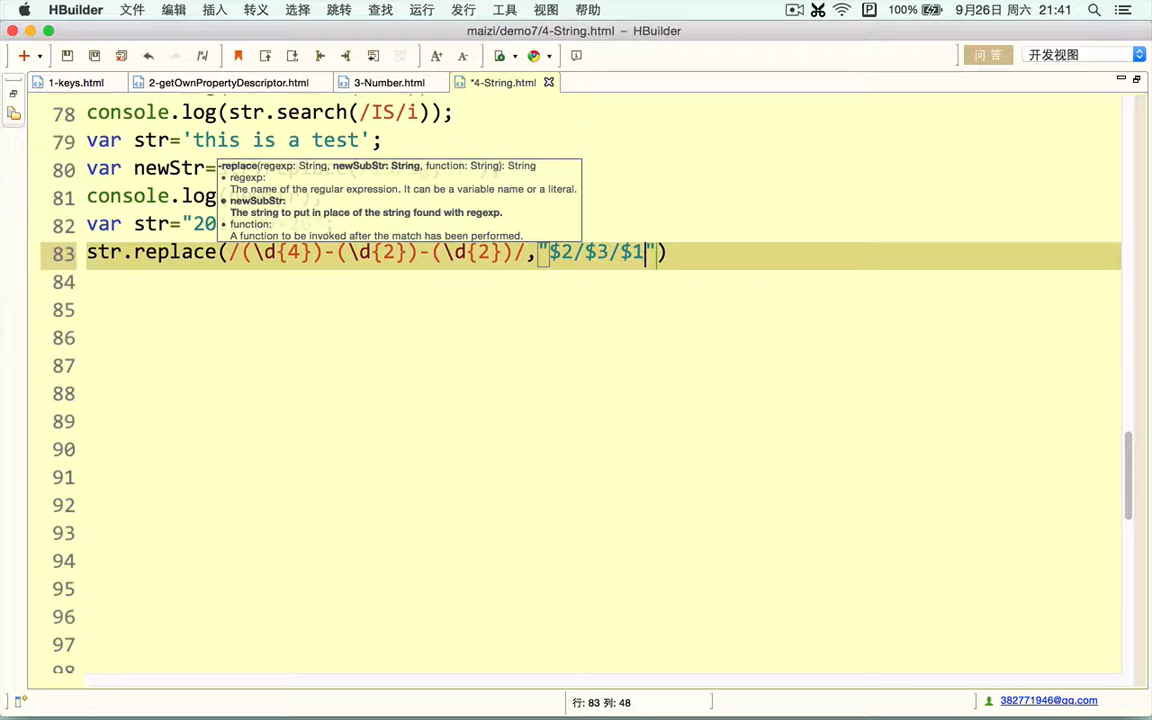 HBuilder 文件 编辑 插入 转义 选择 跳转 查找 运行 发行 工具 视图 帮助 100% 9月26日 周六 21:41
maizi/demo7/4-String.html – HBuilder
问 答 开发视图
1-keys.html 2-getOwnPropertyDescriptor.html 3-Number.html *4-String.html
78 console.log(str.search(/IS/i));
79 var str='this is a test';
80 var newStr=
81 console.log
82 var str="20
replace(regexp: String, newSubStr: String, function: String): String
• regexp:
The name of the regular expression. It can be a variable name or a literal.
• newSubStr:
The string to put in place of the string found with regexp.
• function:
A function to be invoked after the match has been performed.
83 str.replace(/(\d{4})-(\d{2})-(\d{2})/,"$2/$3/$1")
84
85
86
87
88
89
90
91
92
93
94
95
96
97
98
行: 83 列: 48
382771946@qq.com